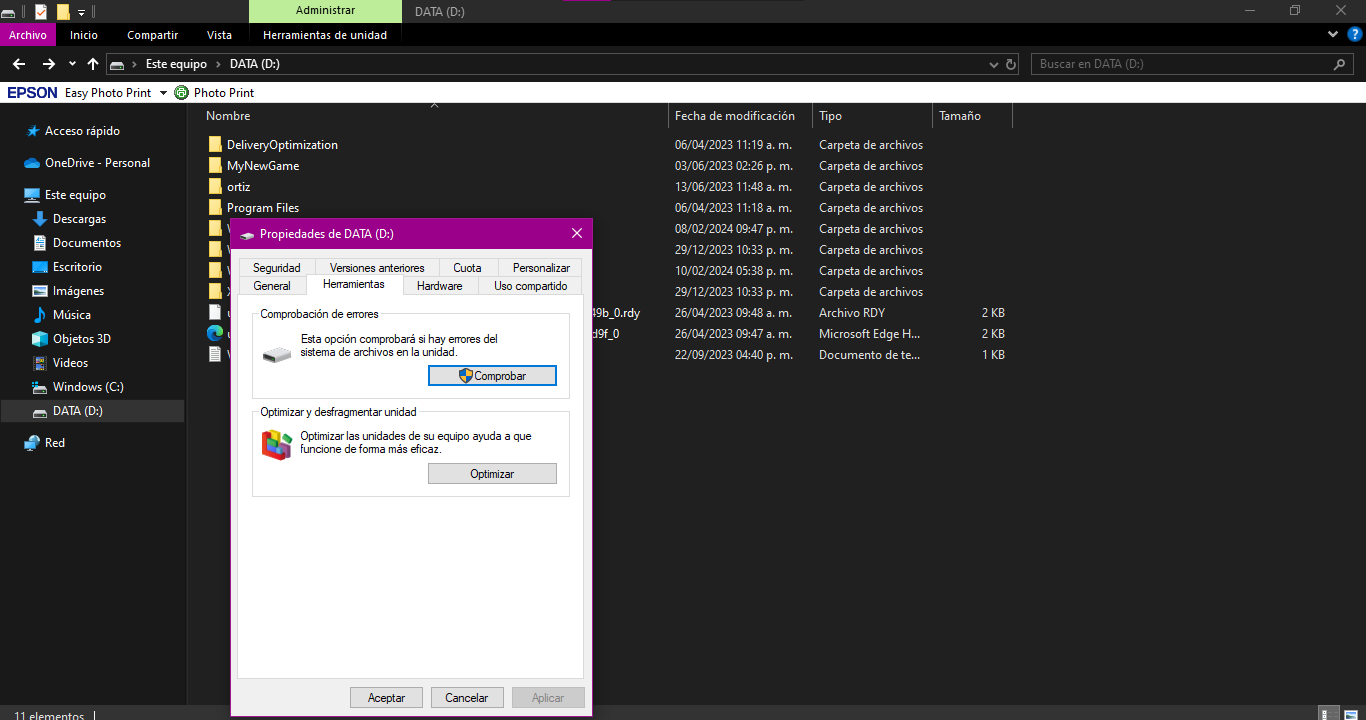 Administrar
DATA (D:)
Archivo Inicio Compartir Vista Herramientas de unidad
Este equipo > DATA (D:)
Buscar en DATA (D:)
EPSON Easy Photo Print Photo Print
Nombre Fecha de modificación Tipo Tamaño
Acceso rápido
OneDrive - Personal
Este equipo
Descargas
Documentos
Escritorio
Imágenes
Música
Objetos 3D
Videos
Windows (C:)
DATA (D:)
Red
DeliveryOptimization 06/04/2023 11:19 a. m. Carpeta de archivos
MyNewGame 03/06/2023 02:26 p. m. Carpeta de archivos
ortiz 13/06/2023 11:48 a. m. Carpeta de archivos
Program Files 06/04/2023 11:18 a. m. Carpeta de archivos
08/02/2024 09:47 p. m. Carpeta de archivos
29/12/2023 10:33 p. m. Carpeta de archivos
10/02/2024 05:38 p. m. Carpeta de archivos
29/12/2023 10:33 p. m. Carpeta de archivos
49b_0.rdy 26/04/2023 09:48 a. m. Archivo RDY 2 KB
d9f_0 26/04/2023 09:47 a. m. Microsoft Edge H... 2 KB
22/09/2023 04:40 p. m. Documento de te... 1 KB
Propiedades de DATA (D:)
Seguridad Versiones anteriores Cuota Personalizar
General Herramientas Hardware Uso compartido
Comprobación de errores
Esta opción comprobará si hay errores del
sistema de archivos en la unidad.
Comprobar
Optimizar y desfragmentar unidad
Optimizar las unidades de su equipo ayuda a que
funcione de forma más eficaz.
Optimizar
Aceptar Cancelar Aplicar
11 elementos